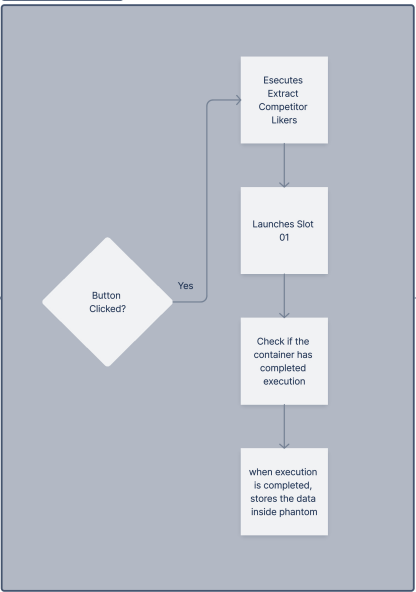 Esecutes
Extract
Competitor
Likers
Launches Slot
01
Button
Clicked?
Yes
Check if the
container has
completed
execution
when execution
is completed,
stores the data
inside phantom